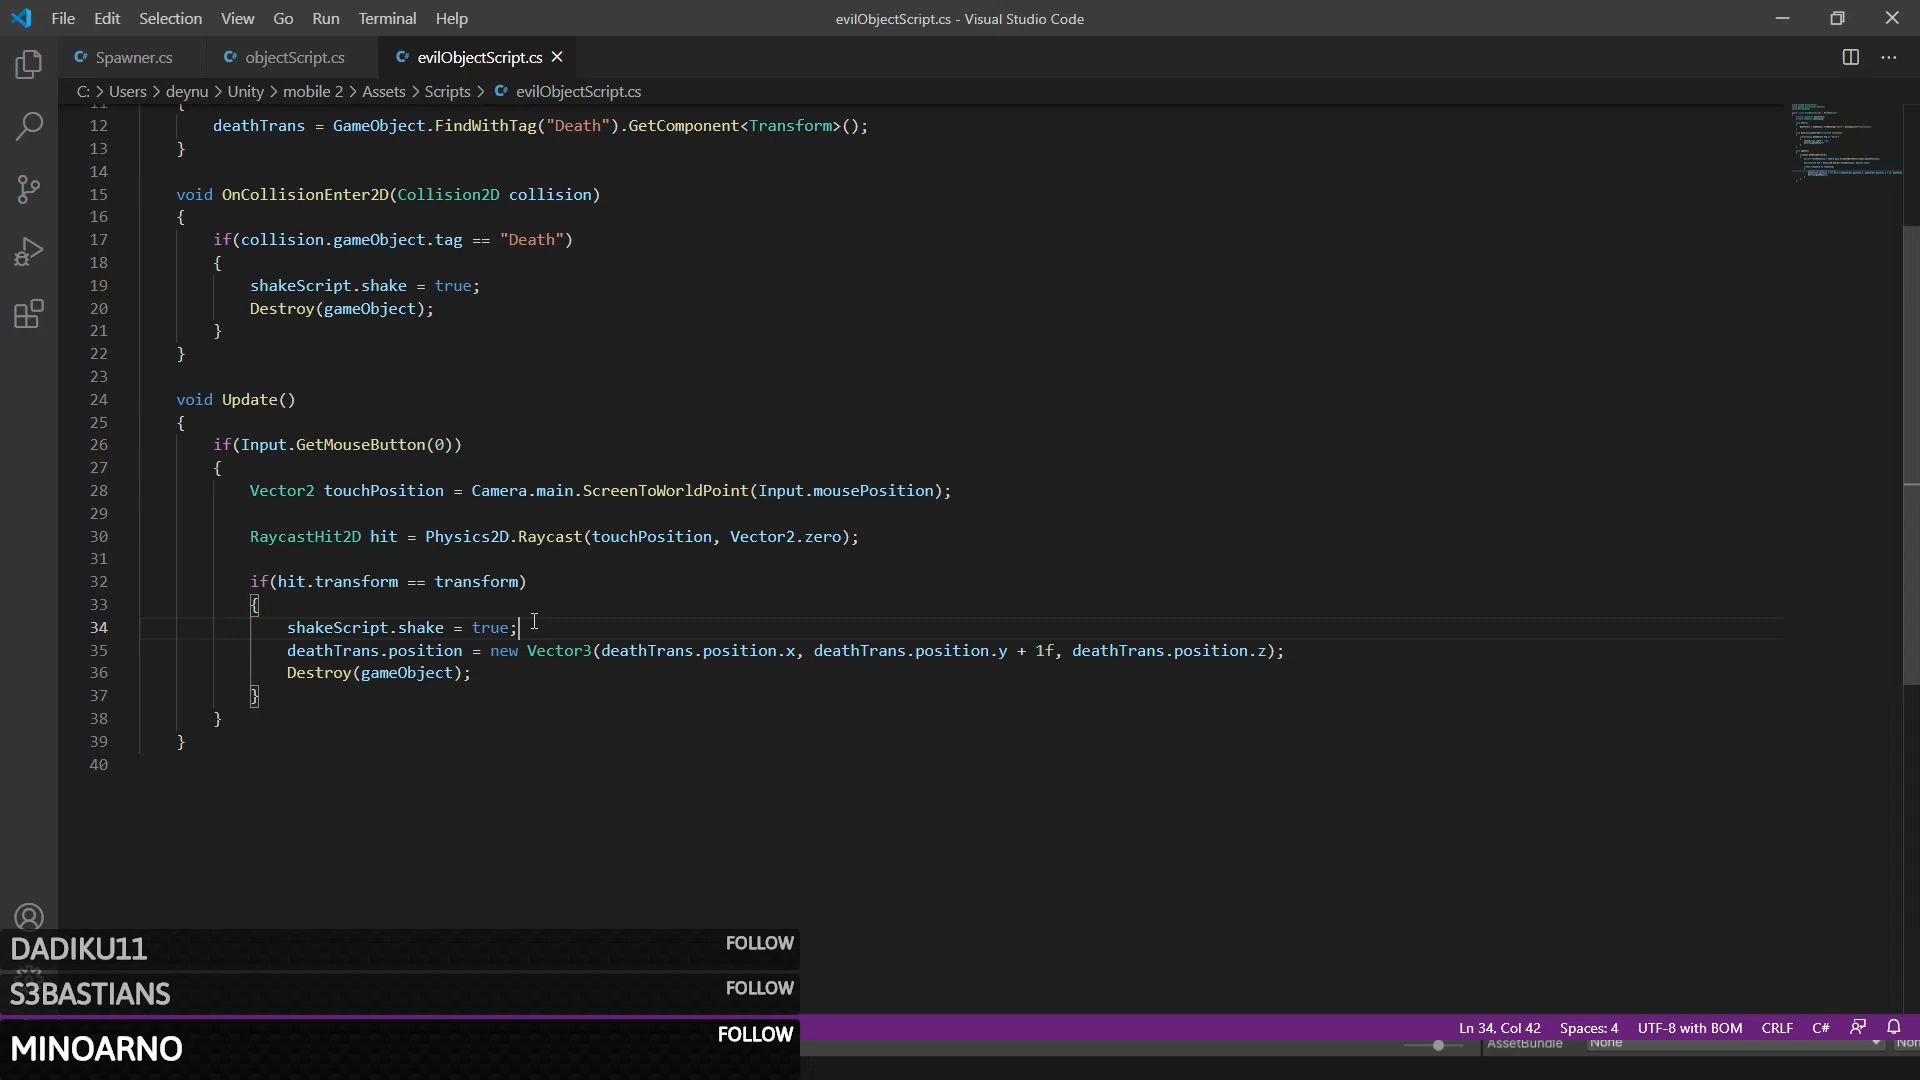 File Edit Selection View Go Run Terminal Help
evilObjectScript.cs - Visual Studio Code
Spawner.cs objectScript.cs evilObjectScript.cs
C: > Users > deynu > Unity > mobile 2 > Assets > Scripts > evilObjectScript.cs
11 {
12 deathTrans = GameObject.FindWithTag("Death").GetComponent<Transform>();
13 }
14
15 void OnCollisionEnter2D(Collision2D collision)
16 {
17 if(collision.gameObject.tag == "Death")
18 {
19 shakeScript.shake = true;
20 Destroy(gameObject);
21 }
22 }
23
24 void Update()
25 {
26 if(Input.GetMouseButton(0))
27 {
28 Vector2 touchPosition = Camera.main.ScreenToWorldPoint(Input.mousePosition);
29
30 RaycastHit2D hit = Physics2D.Raycast(touchPosition, Vector2.zero);
31
32 if(hit.transform == transform)
33 {
34 shakeScript.shake = true;
35 deathTrans.position = new Vector3(deathTrans.position.x, deathTrans.position.y + 1f, deathTrans.position.z);
36 Destroy(gameObject);
37 }
38 }
39 }
40
DADIKU11 FOLLOW
S3BASTIANS FOLLOW
MINOARNO FOLLOW
Ln 34, Col 42 Spaces: 4 UTF-8 with BOM CRLF C#
AssetBundle None Non